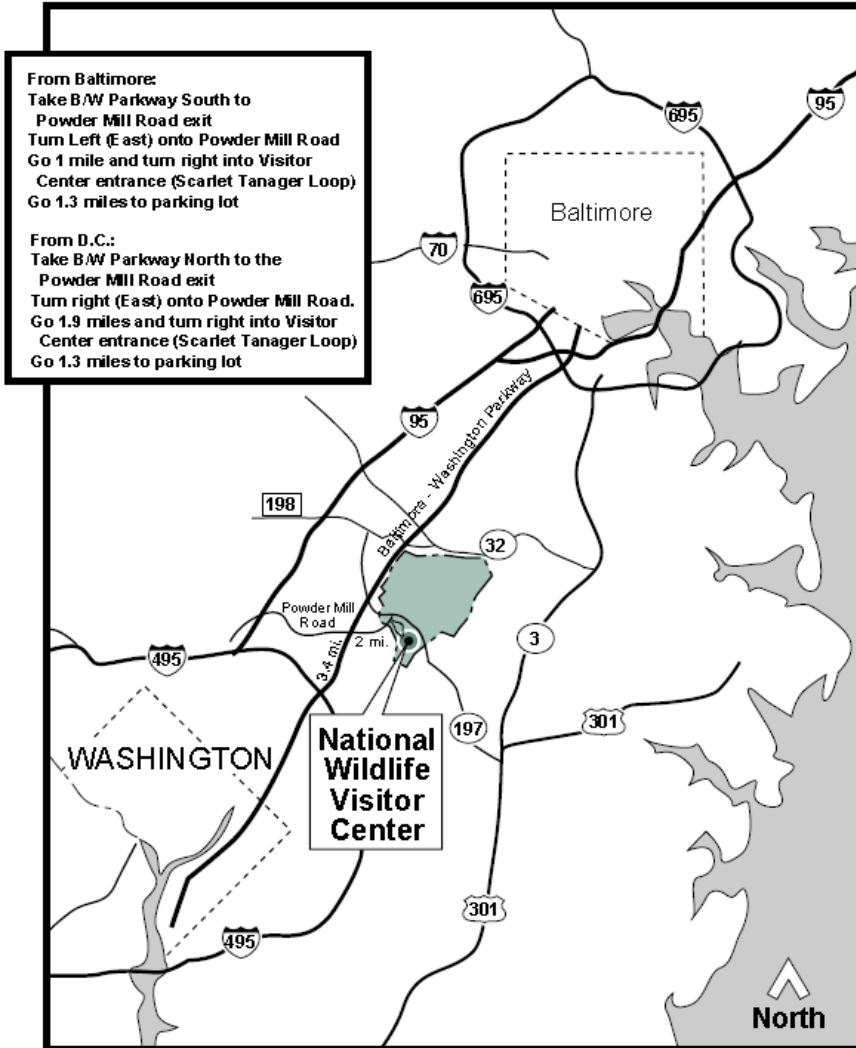 From Baltimore:
Take B/W Parkway South to
Powder Mill Road exit
Turn Left (East) onto Powder Mill Road
Go 1 mile and turn right into Visitor
Center entrance (Scarlet Tanager Loop)
Go 1.3 miles to parking lot
From D.C.:
Take B/W Parkway North to the
Powder Mill Road exit
Turn right (East) onto Powder Mill Road.
Go 1.9 miles and turn right into Visitor
Center entrance (Scarlet Tanager Loop)
Go 1.3 miles to parking lot
95
695
Baltimore
70
695
95
Baltimore - Washington Parkway
198
32
Powder Mill
Road
2 mi.
3.4 mi.
3
495
197
301
WASHINGTON
National
Wildlife
Visitor
Center
301
495
North